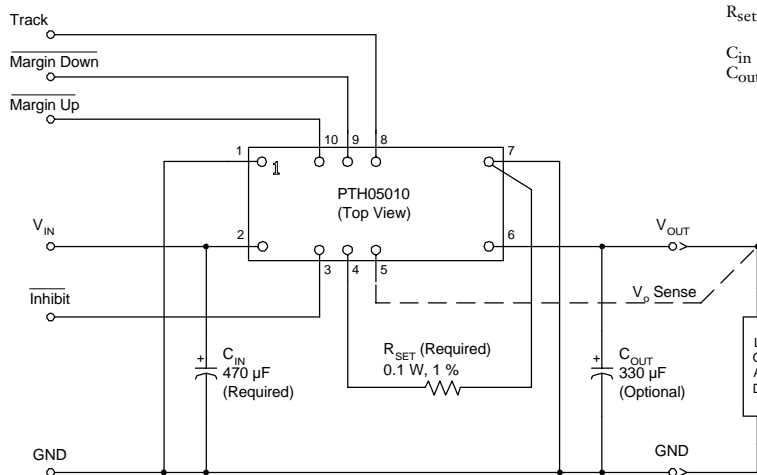 Track
Rset
Margin Down
Cin
Cout
Margin Up
10 9 8
1
1
7
PTH05010
(Top View)
VIN
2
6
VOUT
3 4 5
Inhibit
Vo Sense
CIN
470 µF
(Required)
+
RSET (Required)
0.1 W, 1 %
COUT
330 µF
(Optional)
+
L
O
A
D
GND
GND